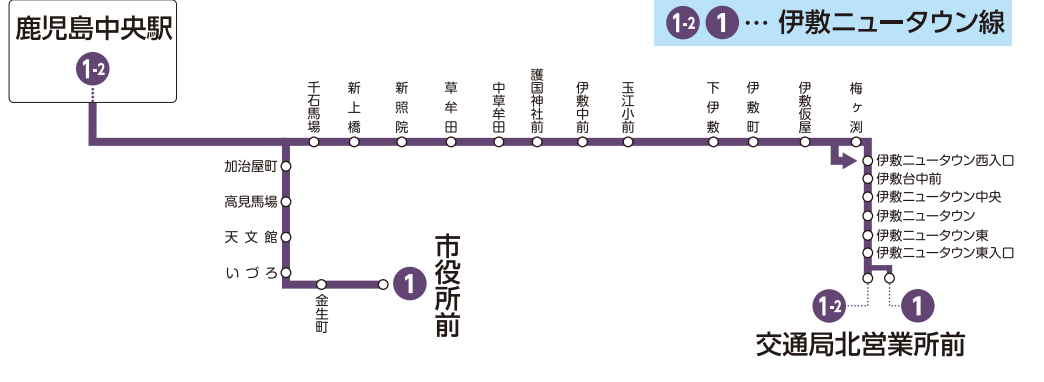 鹿児島中央駅
1-2
1-2 1 … 伊敷ニュータウン線
千石馬場
新上橋
新照院
草牟田
中草牟田
護国神社前
伊敷中前
玉江小前
下伊敷
伊敷町
伊敷仮屋
梅ヶ渕
加治屋町
高見馬場
天文館
いづろ
金生町
市役所前
1
伊敷ニュータウン西入口
伊敷台中前
伊敷ニュータウン中央
伊敷ニュータウン
伊敷ニュータウン東
伊敷ニュータウン東入口
1-2
1
交通局北営業所前